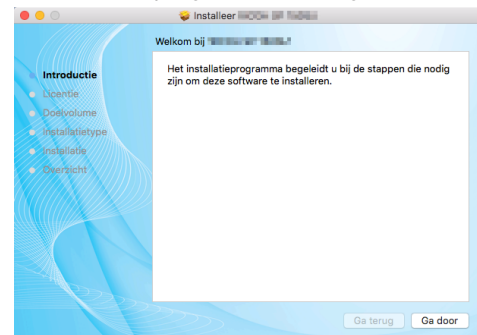 Installeer
Welkom bij
Introductie
Licentie
Doelvolume
Installatietype
Installatie
Overzicht
Het installatieprogramma begeleidt u bij de stappen die nodig
zijn om deze software te installeren.
Ga terug
Ga door